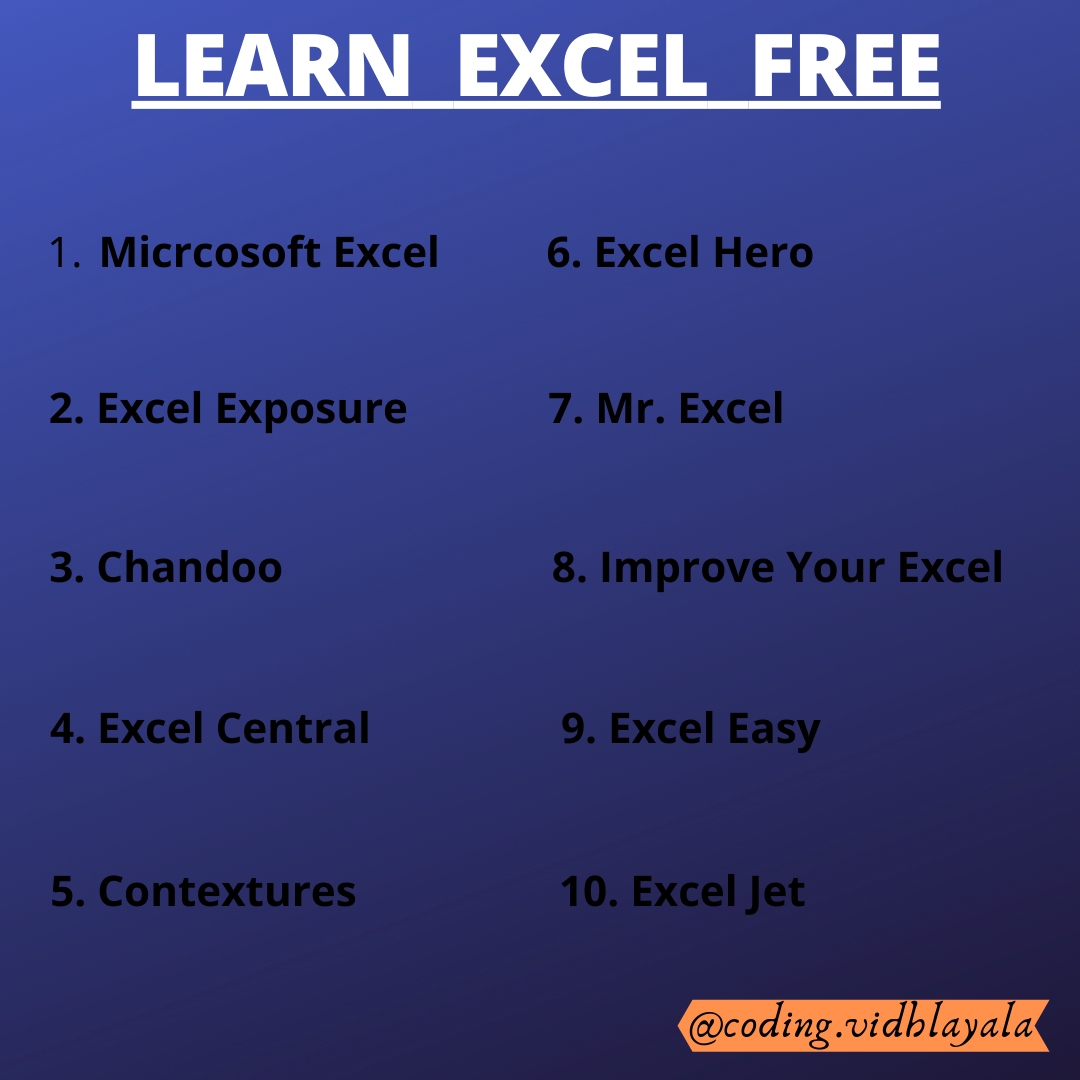 LEARN EXCEL FREE
1. Micrcosoft Excel
2. Excel Exposure
3. Chandoo
4. Excel Central
5. Contextures
6. Excel Hero
7. Mr. Excel
8. Improve Your Excel
9. Excel Easy
10. Excel Jet
@coding.vidhlayala